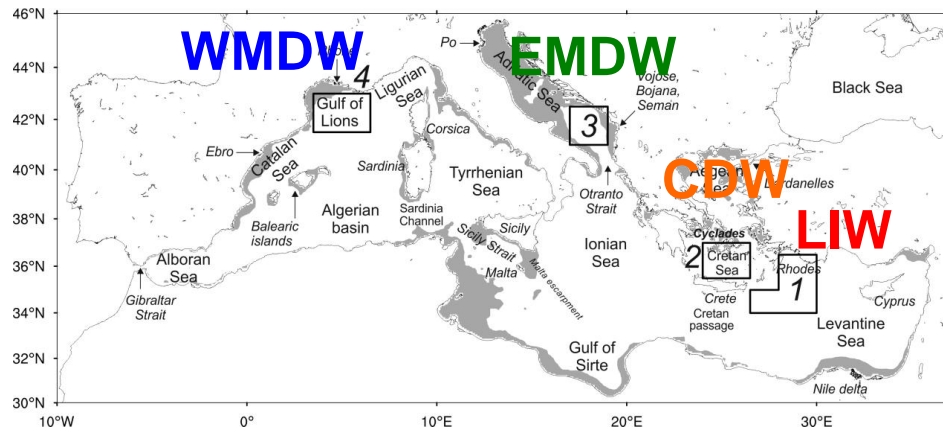 46°N
44°N
42°N
40°N
38°N
36°N
34°N
32°N
30°N
10°W
0°
10°E
20°E
30°E
WMDW
EMDW
CDW
LIW
Rhone
4
Gulf of
Lions
Ligurian
Sea
Po
Adriatic Sea
3
Vojose,
Bojana,
Seman
Black Sea
Ebro
Catalan
Sea
Corsica
Sardinia
Tyrrhenian
Sea
Otranto
Strait
Aegean
Sea
Dardanelles
Balearic
islands
Algerian
basin
Sardinia
Channel
Sicily
Sicily Strait
Malta
Malta escarpment
Ionian
Sea
Cyclades
2
Cretan
Sea
Rhodes
1
Alboran
Sea
Gibraltar
Strait
Crete
Cretan
passage
Cyprus
Levantine
Sea
Gulf of
Sirte
Nile delta